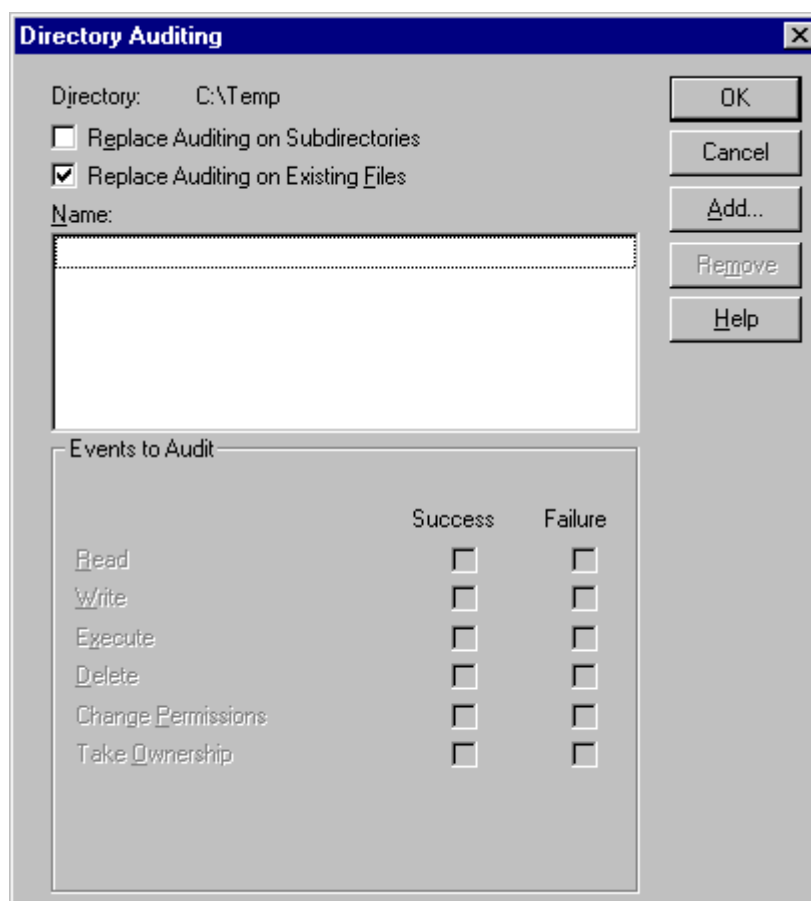 Directory Auditing
Directory: C:\Temp
Replace Auditing on Subdirectories
Replace Auditing on Existing Files
Name:
OK
Cancel
Add...
Remove
Help
Events to Audit
Success Failure
Read
Write
Execute
Delete
Change Permissions
Take Ownership